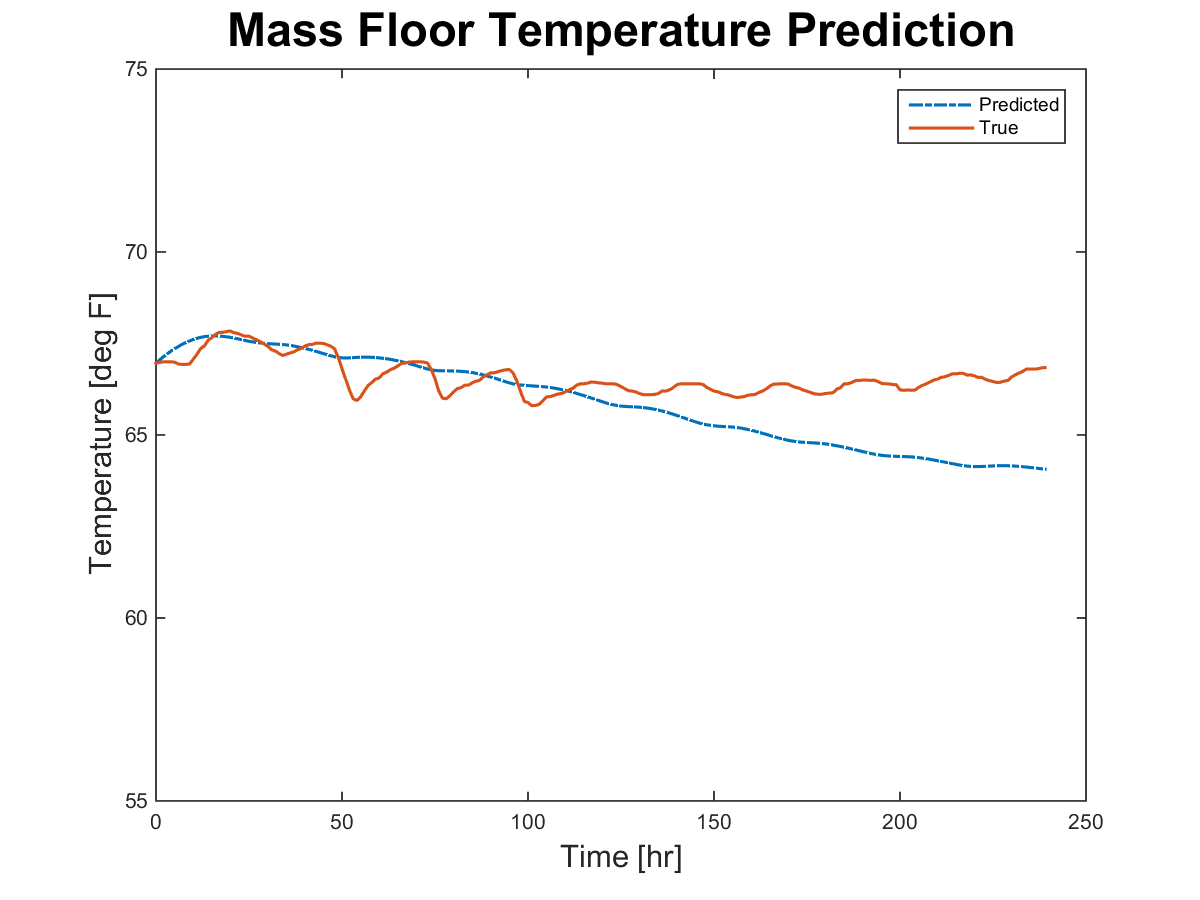 Mass Floor Temperature Prediction
75
70
65
60
55
Temperature [deg F]
Predicted
True
0 50 100 150 200 250
Time [hr]